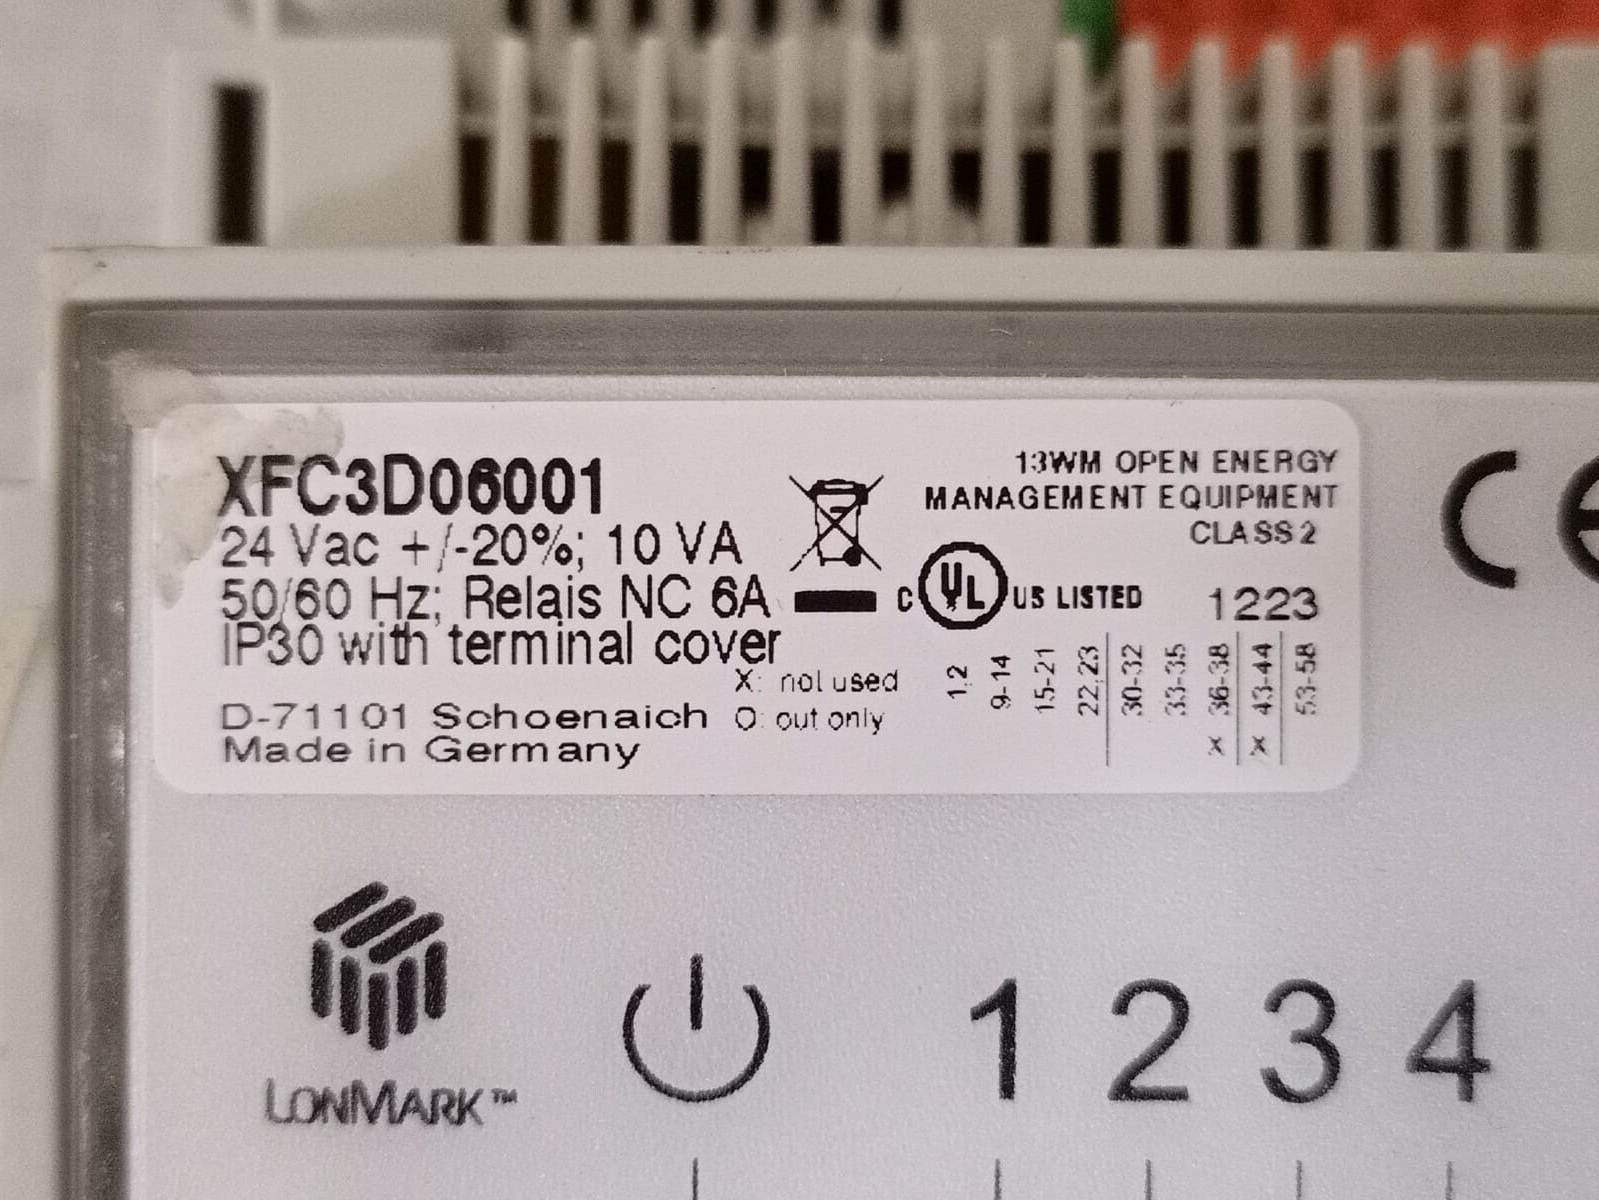 XFC3D06001
24 Vac +/-20%; 10 VA
50/60 Hz; Relais NC 6A
IP30 with terminal cover
D-71101 Schoenaich
Made in Germany
X: not used
O: out only
13WM OPEN ENERGY
MANAGEMENT EQUIPMENT
CLASS 2
C UL US LISTED
1223
1,2
9-14
15-21
22,23
30-32
33-35
36-38 X
43-44 X
53-58
CE
LONMARK™
1 2 3 4